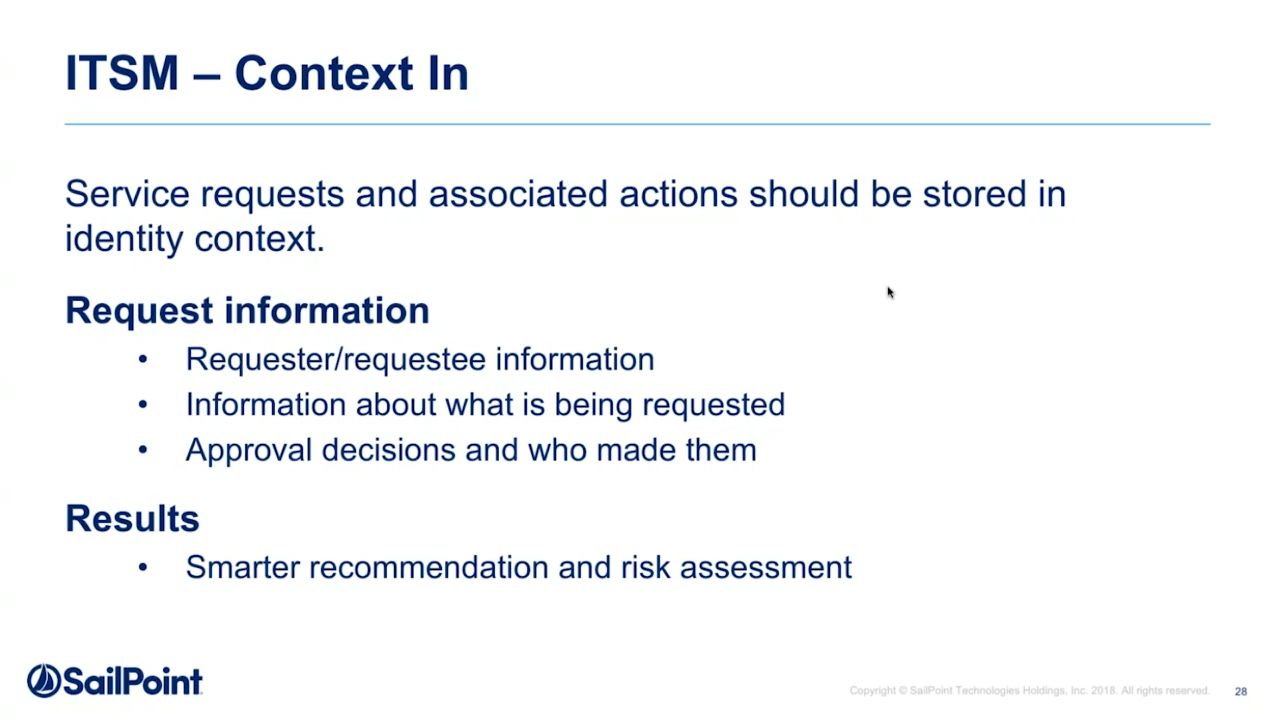 ITSM – Context In
Service requests and associated actions should be stored in
identity context.
Request information
• Requester/requestee information
• Information about what is being requested
• Approval decisions and who made them
Results
• Smarter recommendation and risk assessment
SailPoint
Copyright © SailPoint Technologies Holdings, Inc. 2018. All rights reserved.
28